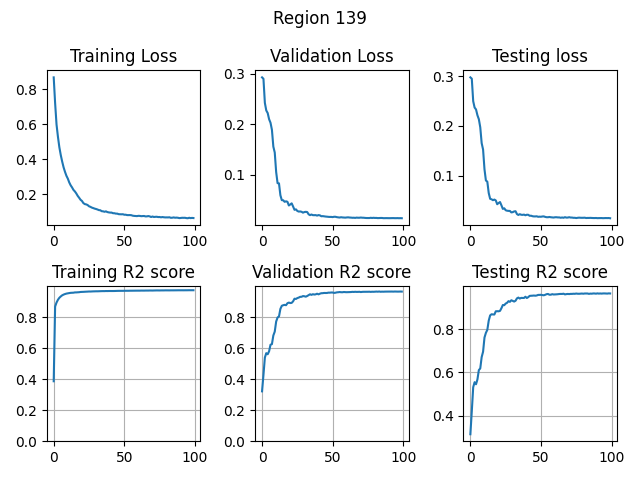 Region 139
Training Loss
Validation Loss
Testing loss
0.8
0.6
0.4
0.2
0 50 100
0.3
0.2
0.1
0 50 100
0.3
0.2
0.1
0 50 100
Training R2 score
Validation R2 score
Testing R2 score
0.8
0.6
0.4
0.2
0.0
0 50 100
0.8
0.6
0.4
0.2
0.0
0 50 100
0.8
0.6
0.4
0 50 100